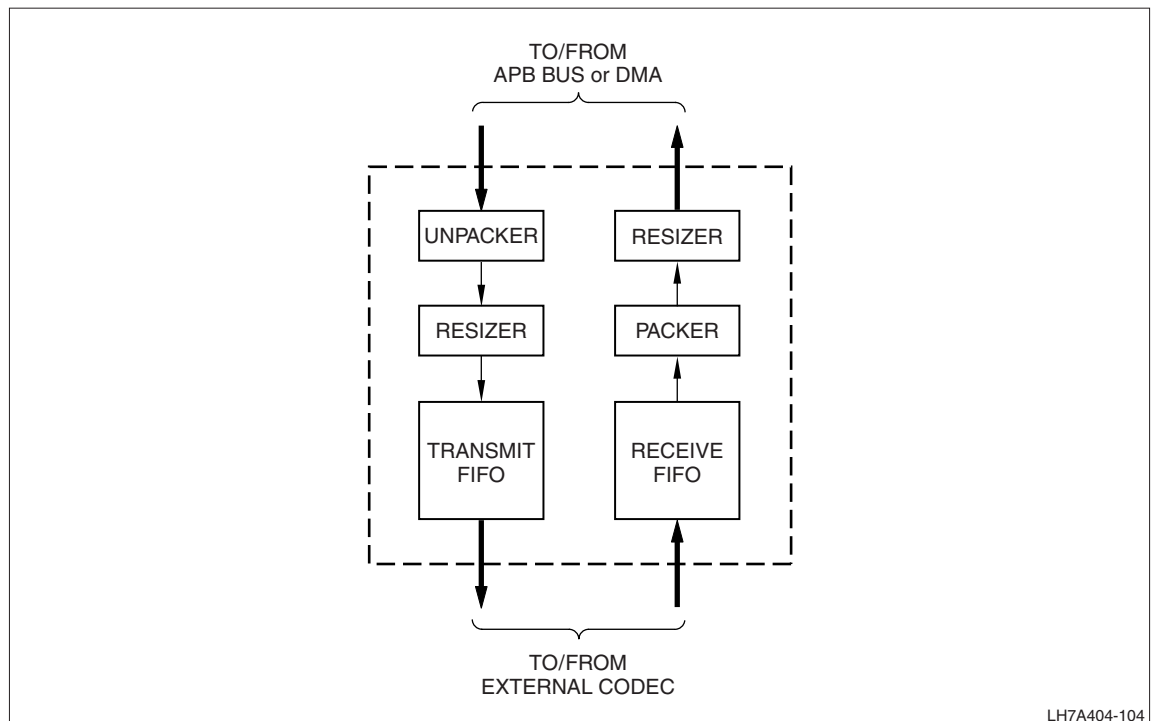 TO/FROM
APB BUS or DMA
UNPACKER
RESIZER
RESIZER
PACKER
TRANSMIT
FIFO
RECEIVE
FIFO
TO/FROM
EXTERNAL CODEC
LH7A404-104